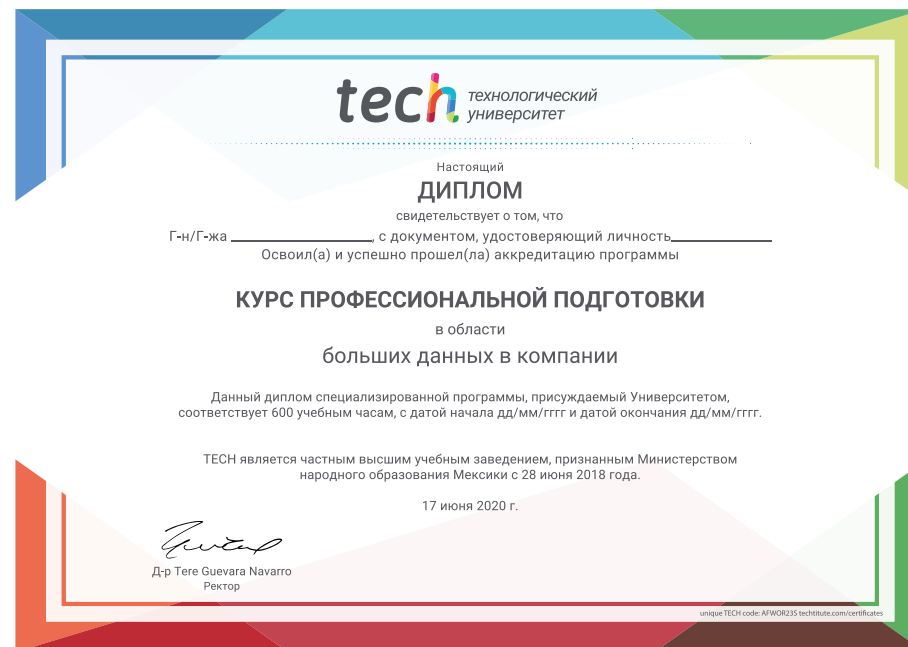 tech технологический
университет
Настоящий
ДИПЛОМ
свидетельствует о том, что
Г-н/Г-жа ____________________, с документом, удостоверяющий личность______________
Освоил(а) и успешно прошел(ла) аккредитацию программы
КУРС ПРОФЕССИОНАЛЬНОЙ ПОДГОТОВКИ
в области
больших данных в компании
Данный диплом специализированной программы, присуждаемый Университетом,
соответствует 600 учебным часам, с датой начала дд/мм/гггг и датой окончания дд/мм/гггг.
TECH является частным высшим учебным заведением, признанным Министерством
народного образования Мексики с 28 июня 2018 года.
17 июня 2020 г.
Д-р Tere Guevara Navarro
Ректор
unique TECH code: AFWOR23S techtitute.com/certificates